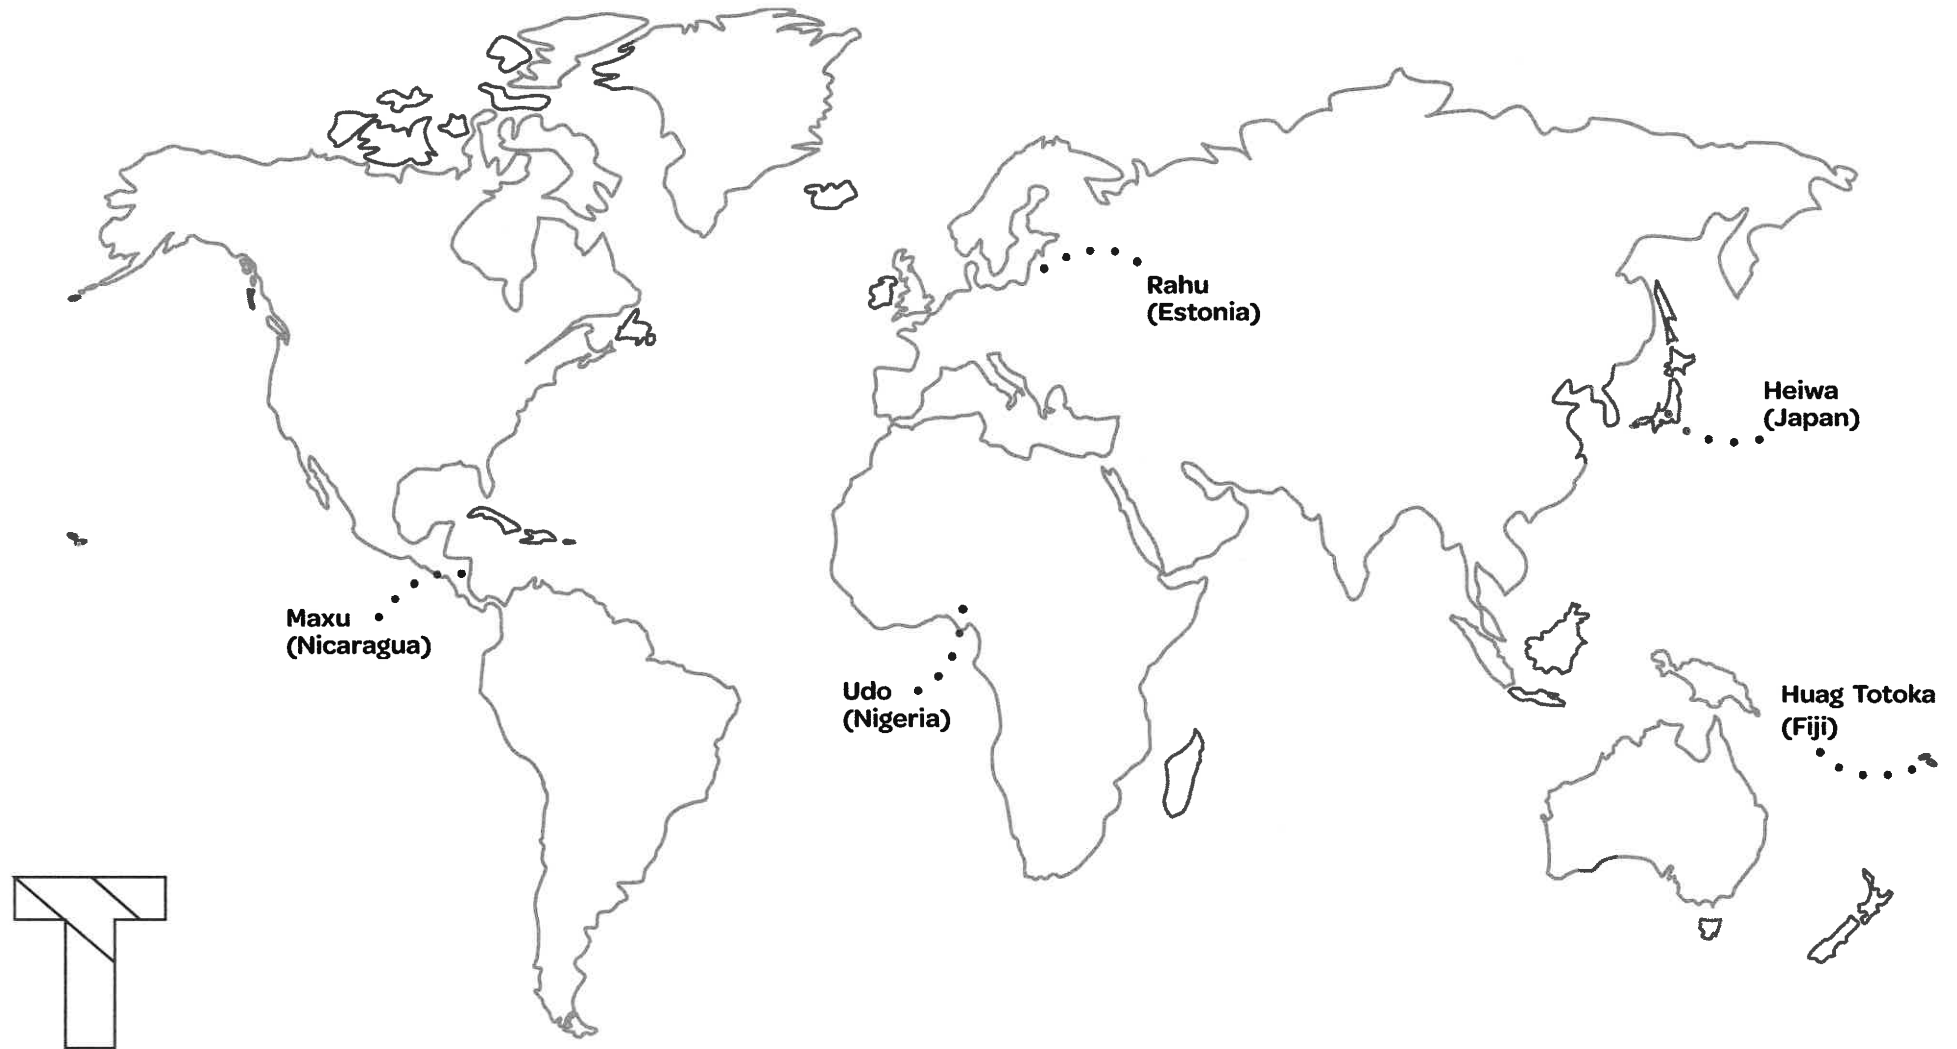 Rahu
(Estonia)
Heiwa
(Japan)
Maxu
(Nicaragua)
Udo
(Nigeria)
Huag Totoka
(Fiji)
T